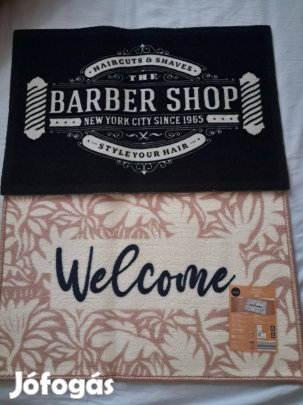 HAIRCUTS & SHAVES
THE
BARBER SHOP
NEW YORK CITY SINCE 1965
STYLE YOUR HAIR
Welcome
Jófogás